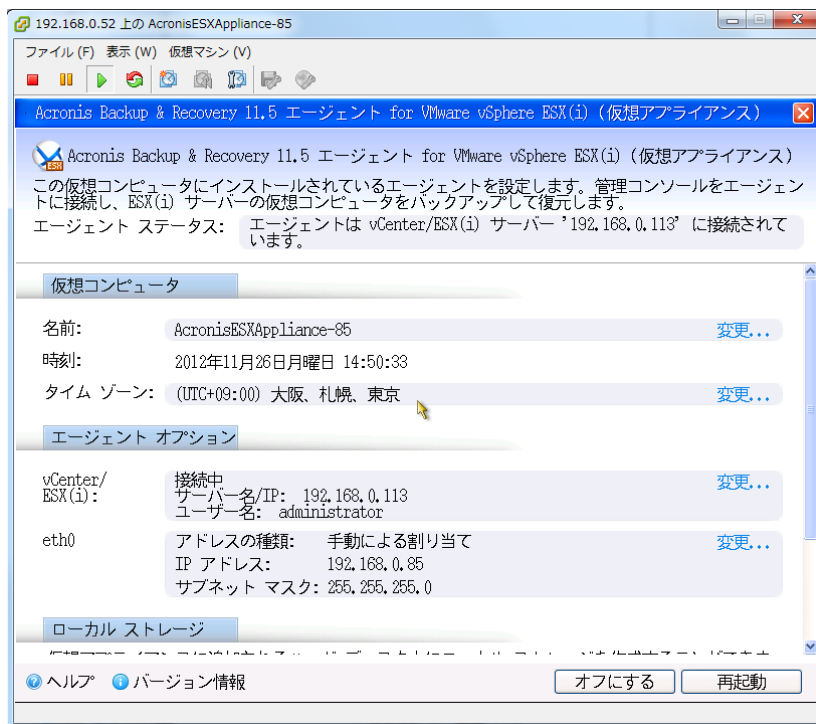 192.168.0.52 上の AcronisESXAppliance-85
ファイル (F) 表示 (W) 仮想マシン (V)
Acronis Backup & Recovery 11.5 エージェント for VMware vSphere ESX(i) (仮想アプライアンス)
Acronis Backup & Recovery 11.5 エージェント for VMware vSphere ESX(i) (仮想アプライアンス)
この仮想コンピュータにインストールされているエージェントを設定します。管理コンソールをエージェン
トに接続し、ESX(i) サーバーの仮想コンピュータをバックアップして復元します。
エージェント ステータス: エージェントは vCenter/ESX(i) サーバー '192.168.0.113' に接続されて
います。
仮想コンピュータ
名前: AcronisESXAppliance-85 変更...
時刻: 2012年11月26日月曜日 14:50:33
タイム ゾーン: (UTC+09:00) 大阪、札幌、東京 変更...
エージェント オプション
vCenter/ESX(i): 接続中 変更...
サーバー名/IP: 192.168.0.113
ユーザー名: administrator
eth0 アドレスの種類: 手動による割り当て 変更...
IP アドレス: 192.168.0.85
サブネット マスク: 255.255.255.0
ローカル ストレージ
ヘルプ バージョン情報 オフにする 再起動